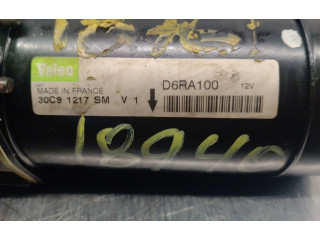 Valeo
MADE IN FRANCE
D6RA100 12V
30C9 1217 SM V 1
18940